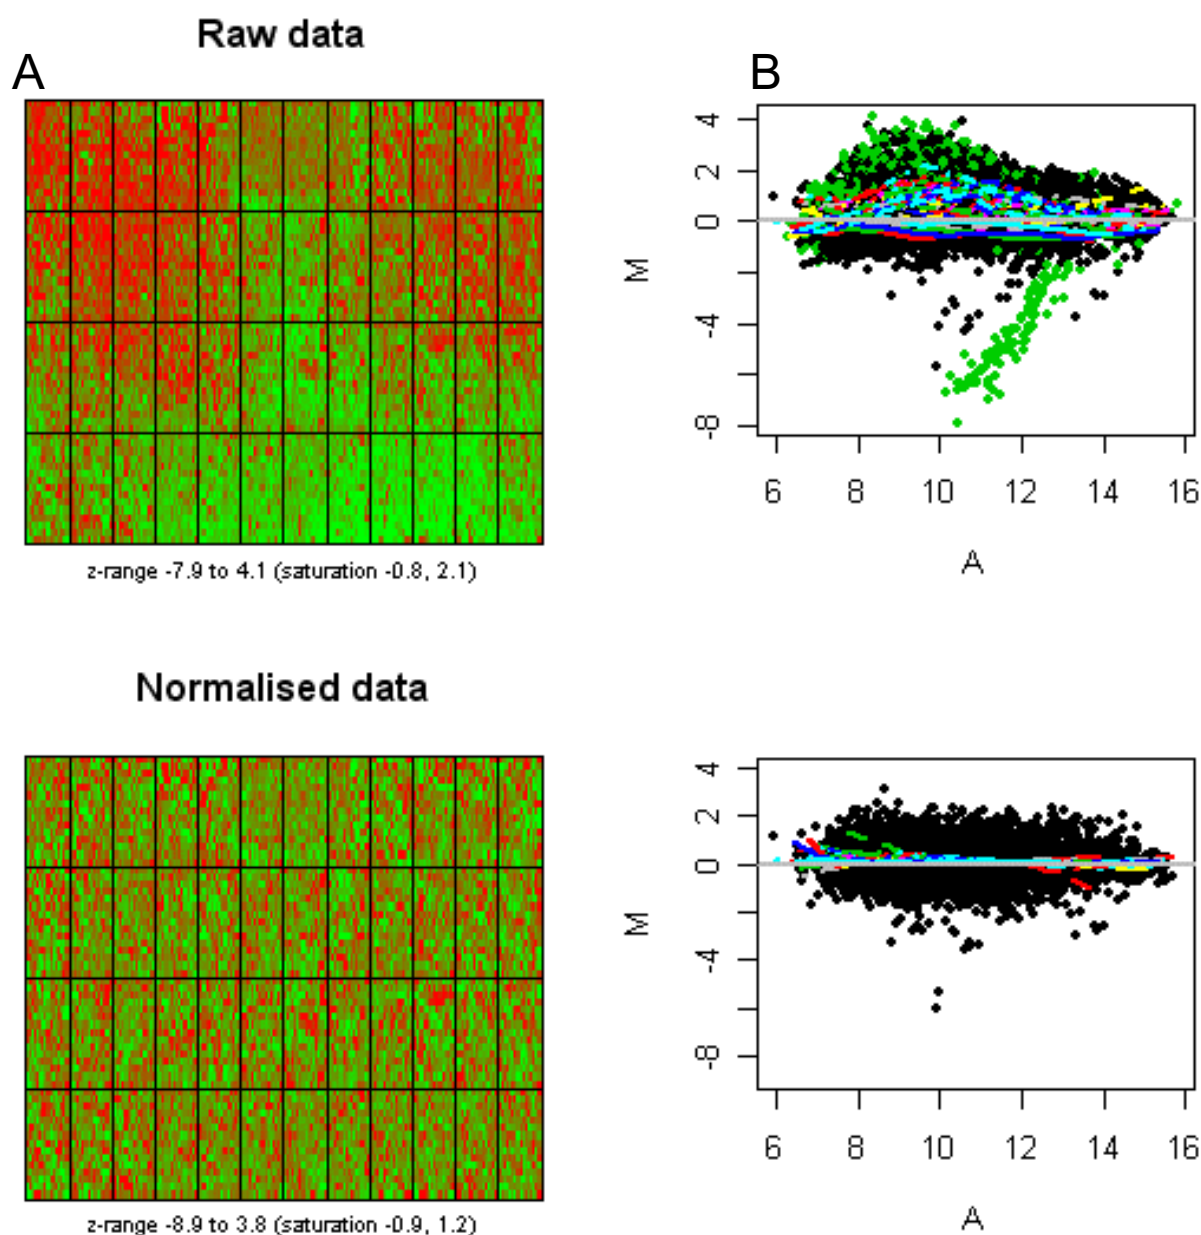 Raw data
A
B
4
2
0
-4
-8
M
6 8 10 12 14 16
A
z-range -7.9 to 4.1 (saturation -0.8, 2.1)
Normalised data
4
2
0
-4
-8
M
6 8 10 12 14 16
A
z-range -8.9 to 3.8 (saturation -0.9, 1.2)